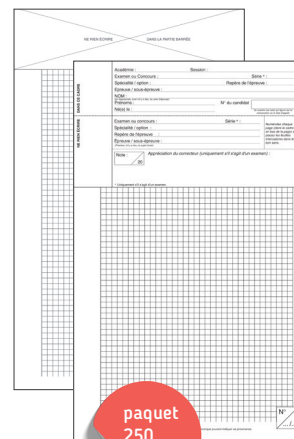 NE RIEN ÉCRIRE DANS LA PARTIE BARRÉE
Académie : Session :
Examen ou Concours : Série * :
Spécialité / option : Repère de l'épreuve :
Épreuve / sous-épreuve :
NOM :
Prénoms : N° du candidat
Né(e) le :
DANS CE CADRE
Examen ou concours : Série * :
Spécialité / option :
Repère de l'épreuve :
Épreuve / sous-épreuve :
NE RIEN ÉCRIRE
Note :
20
Appréciation du correcteur (uniquement s'il s'agit d'un examen) :
* Uniquement s'il s'agit d'un examen.
paquet
250
N°
... / ...